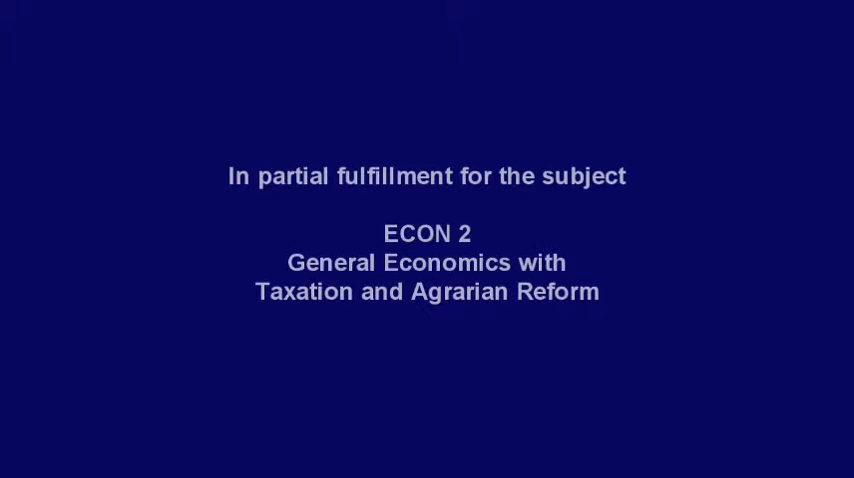 In partial fulfillment for the subject
ECON 2
General Economics with
Taxation and Agrarian Reform